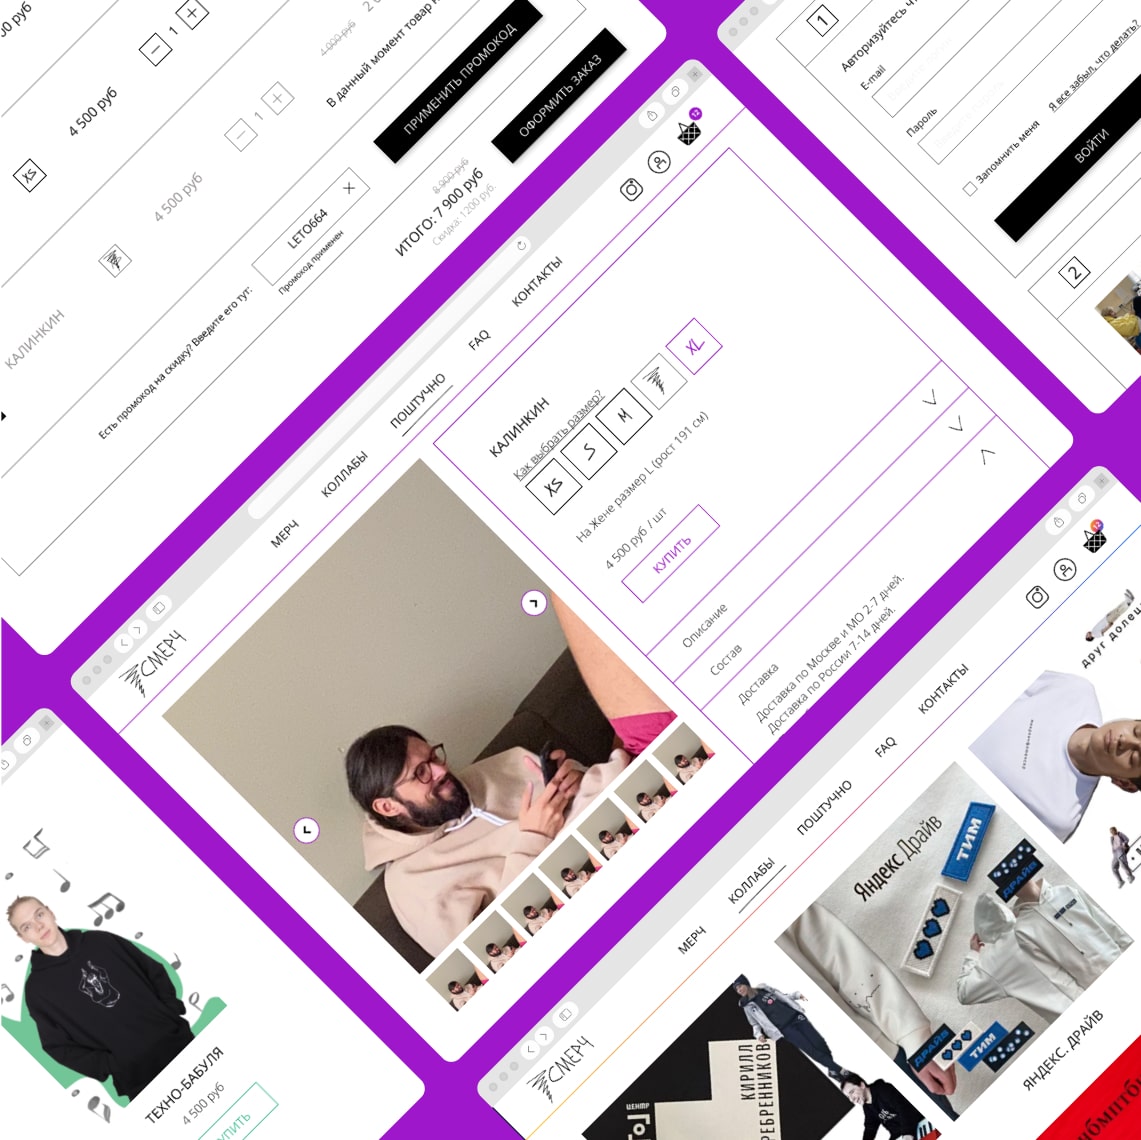 1
4 500 руб
XS
1
4 500 руб
КАЛИНКИН
4 000 руб
В данный момент товар
ПРИМЕНИТЬ ПРОМОКОД
ОФОРМИТЬ ЗАКАЗ
Есть промокод на скидку? Введите его тут:
LETO664
Промокод применен
8 900 руб
ИТОГО: 7 900 руб
Скидка: 1200 руб.
1
Авторизуйтесь
E-mail
Пароль
Запомнить меня
Я все забыл, что делать?
ВОЙТИ
2
СМЕРЧ
МЕРЧ
КОЛЛАБЫ
ПОШТУЧНО
FAQ
КОНТАКТЫ
12
КАЛИНКИН
Как выбрать размер?
XS
S
M
XL
На Жене размер L (рост 191 см)
4 500 руб / шт
КУПИТЬ
Описание
Состав
Доставка
Доставка по Москве и МО 2-7 дней.
Доставка по России 7-14 дней.
ТЕХНО-БАБУЛЯ
4 500 руб
СМЕРЧ
МЕРЧ
КОЛЛАБЫ
ПОШТУЧНО
FAQ
КОНТАКТЫ
12
друг
Яндекс Драйв
ТИМ
ДРАЙВ
ДРАЙВ
ТИМ
ЯНДЕКС. ДРАЙВ
ЦЕНТР
КИРИЛЛ